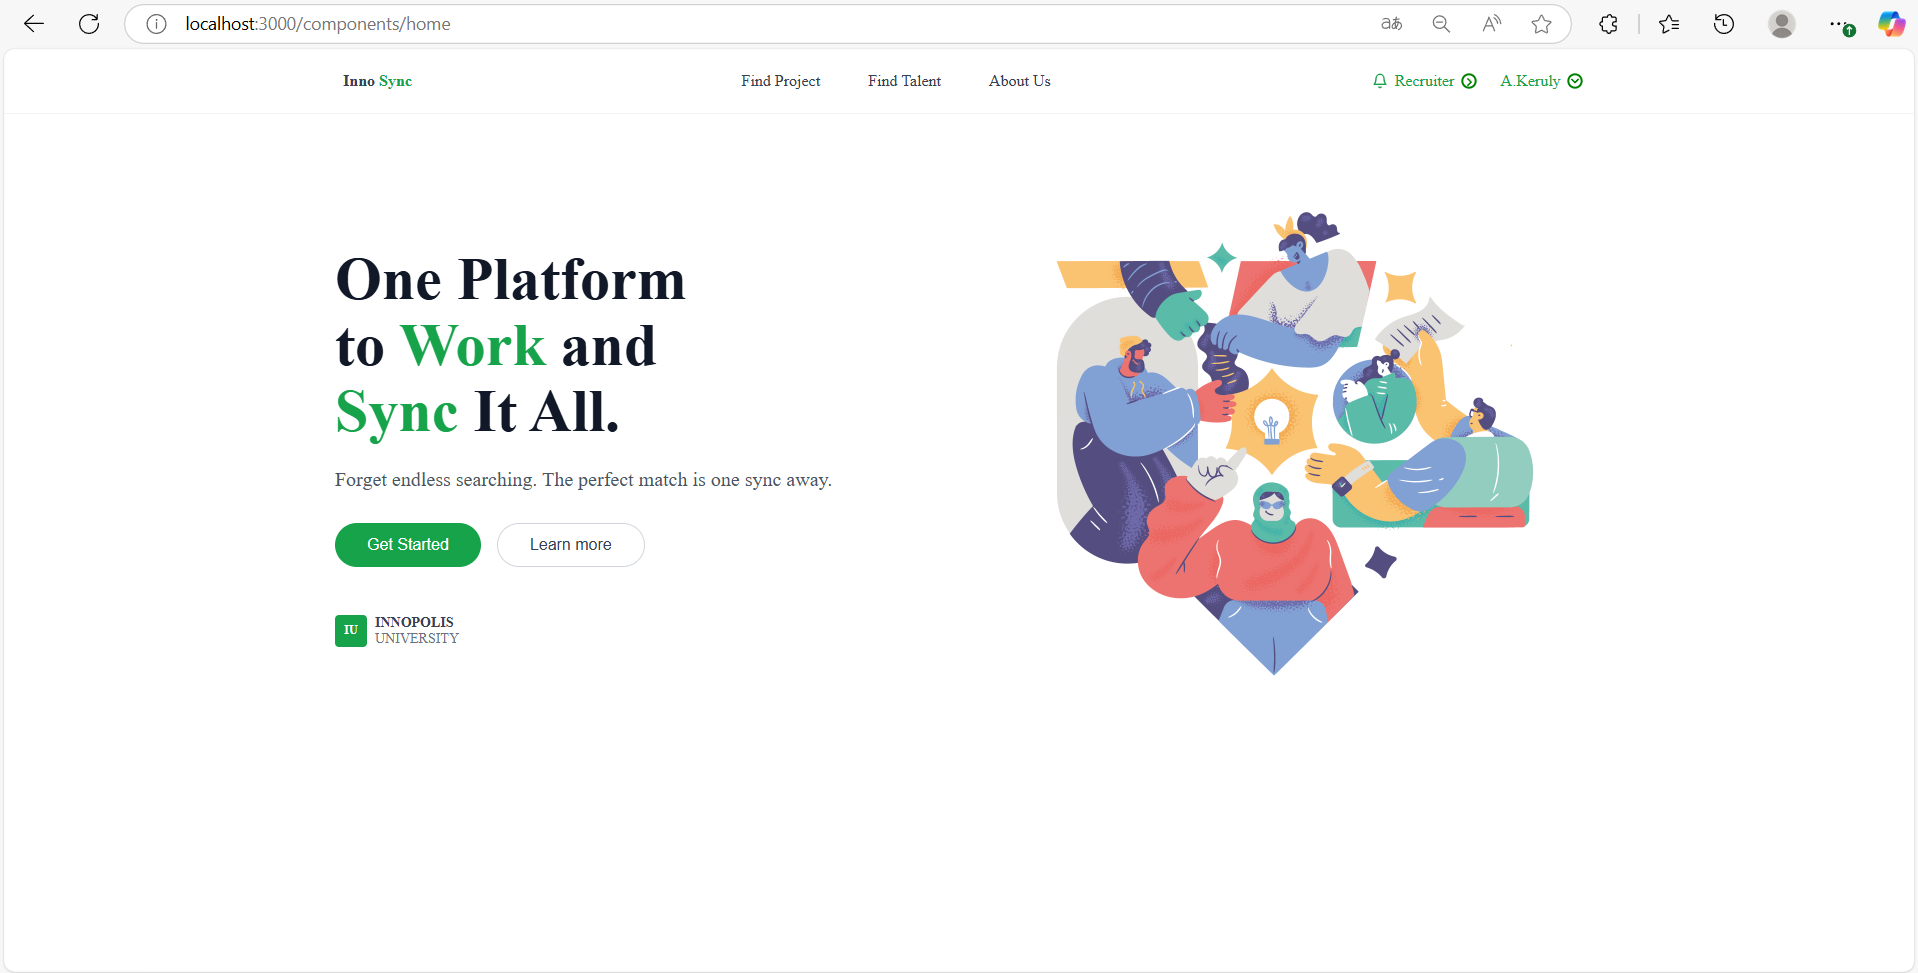 localhost:3000/components/home
Inno Sync
Find Project
Find Talent
About Us
Recruiter
A.Keruly
One Platform
to Work and
Sync It All.
Forget endless searching. The perfect match is one sync away.
Get Started
Learn more
IU
INNOPOLIS
UNIVERSITY